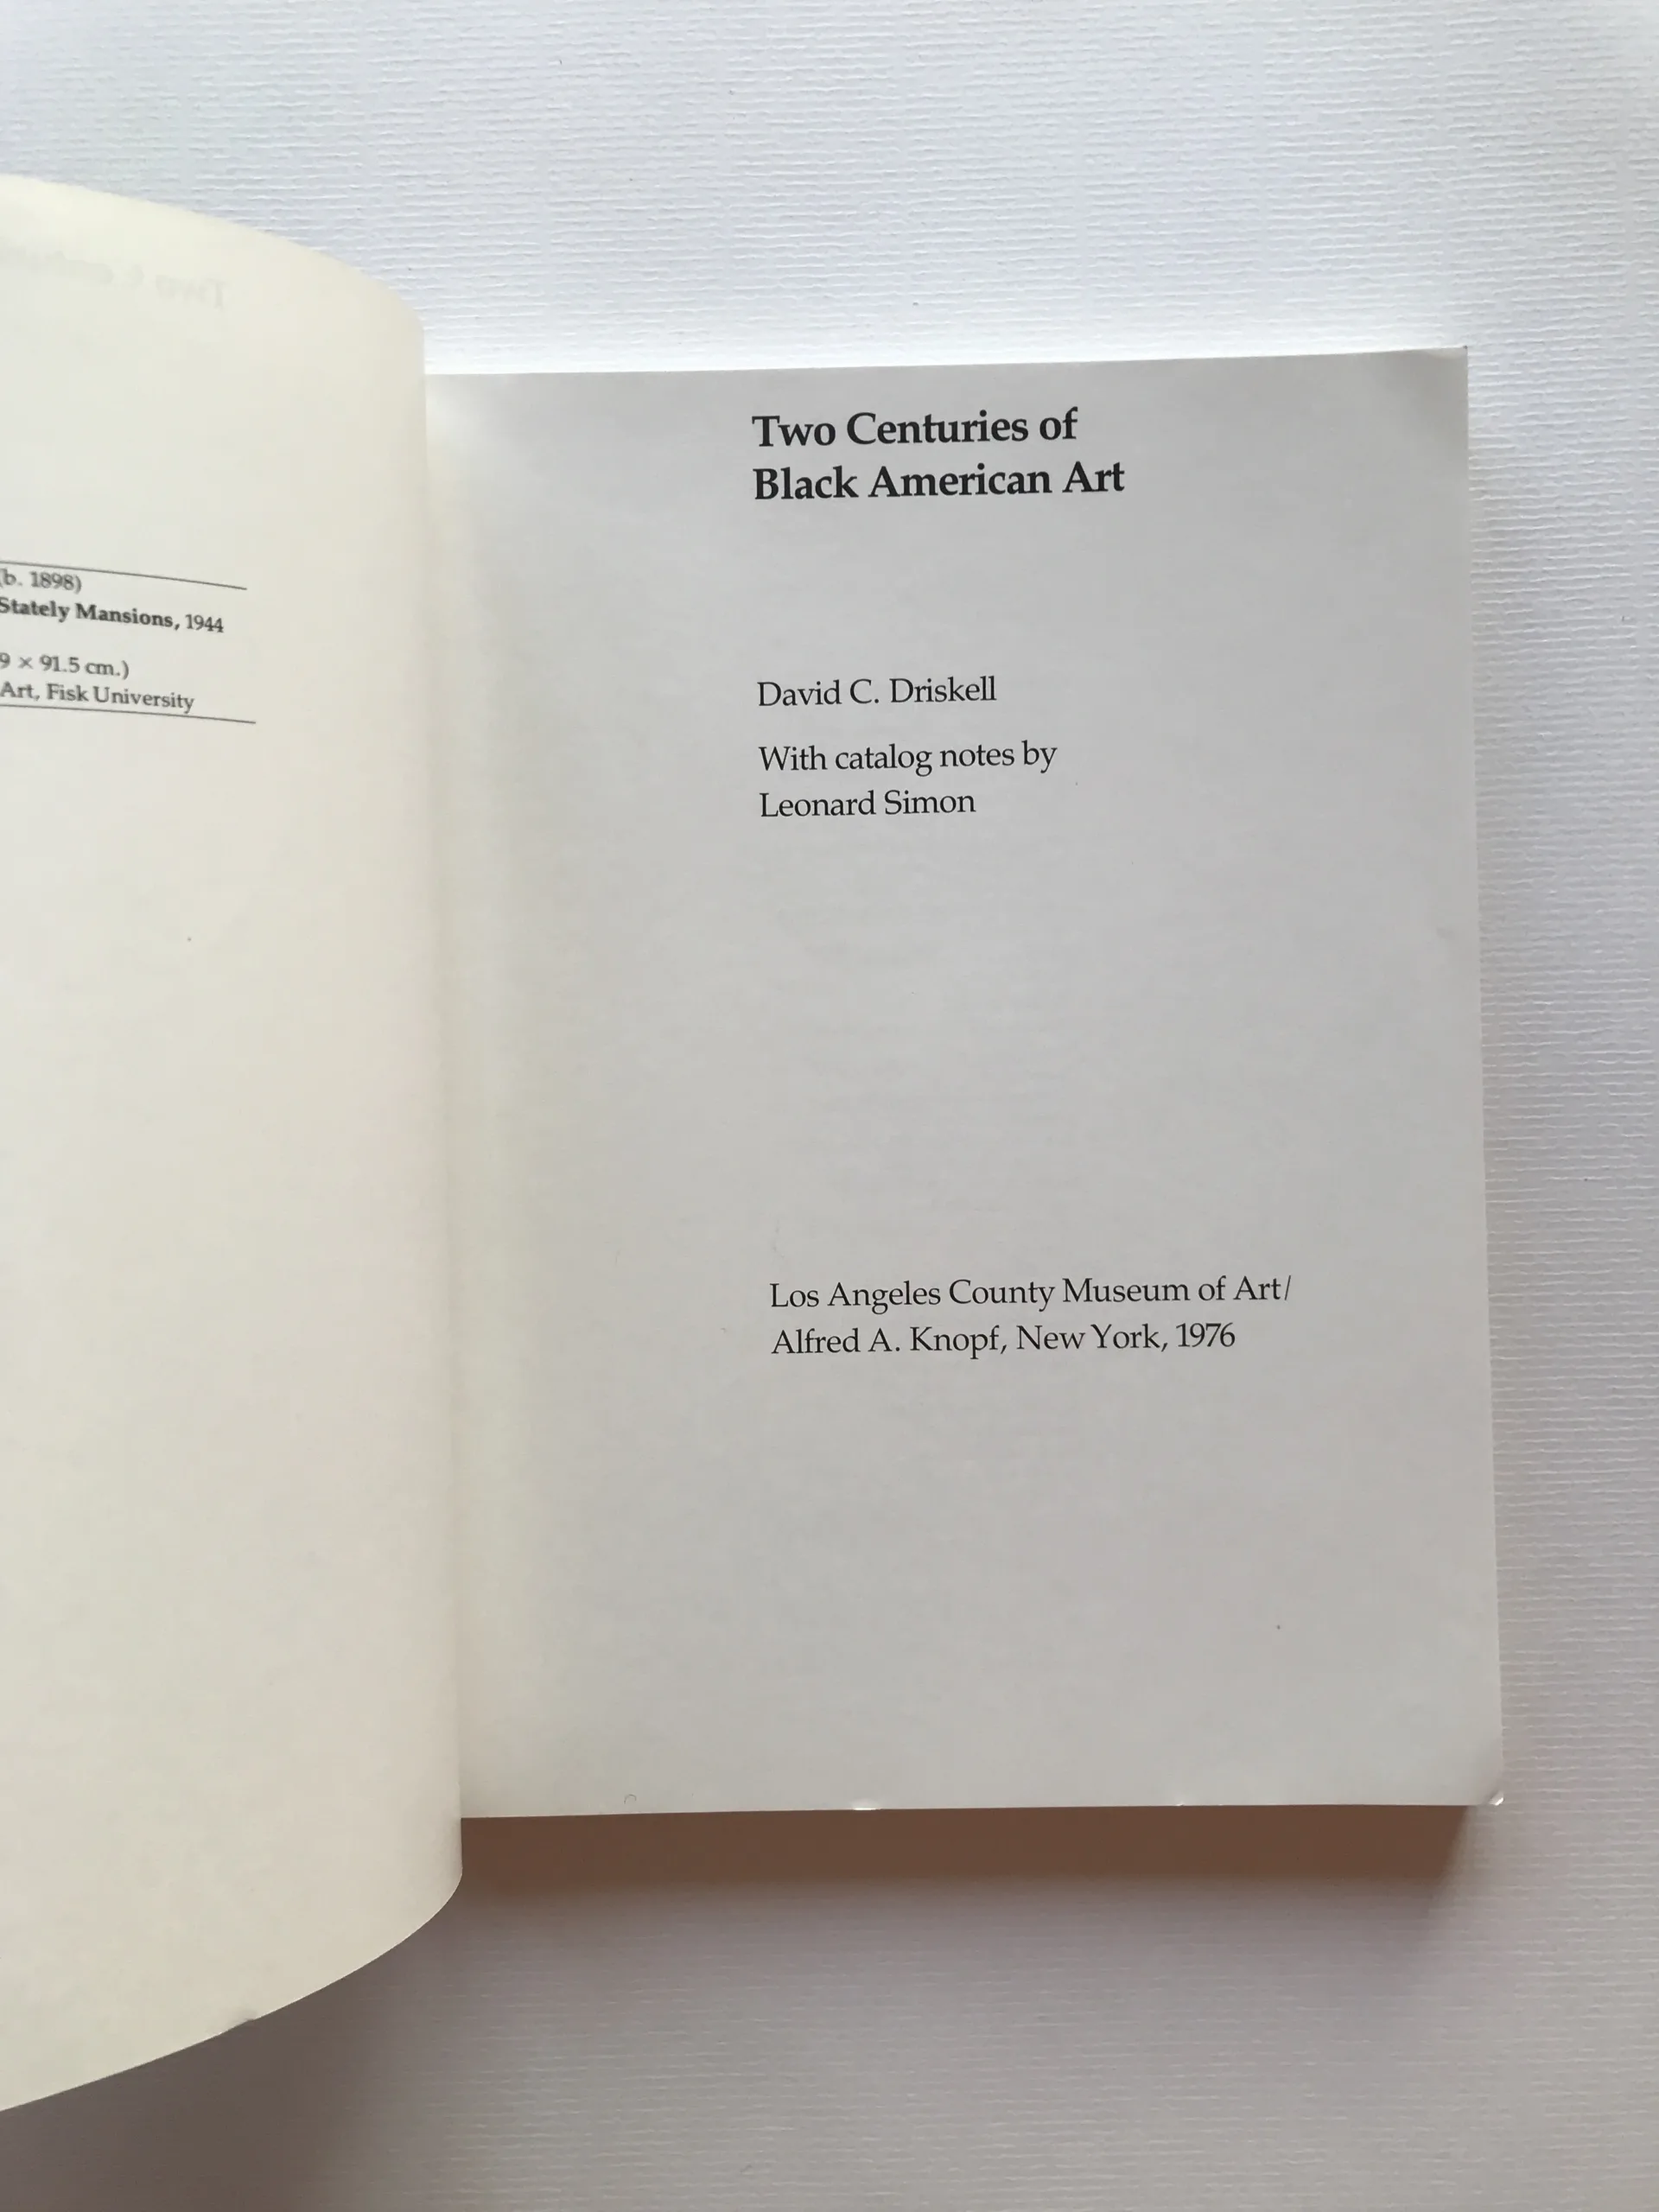 (b. 1898)
Stately Mansions, 1944
9 × 91.5 cm.)
Art, Fisk University
Two Centuries of
Black American Art
David C. Driskell
With catalog notes by
Leonard Simon
Los Angeles County Museum of Art/
Alfred A. Knopf, New York, 1976